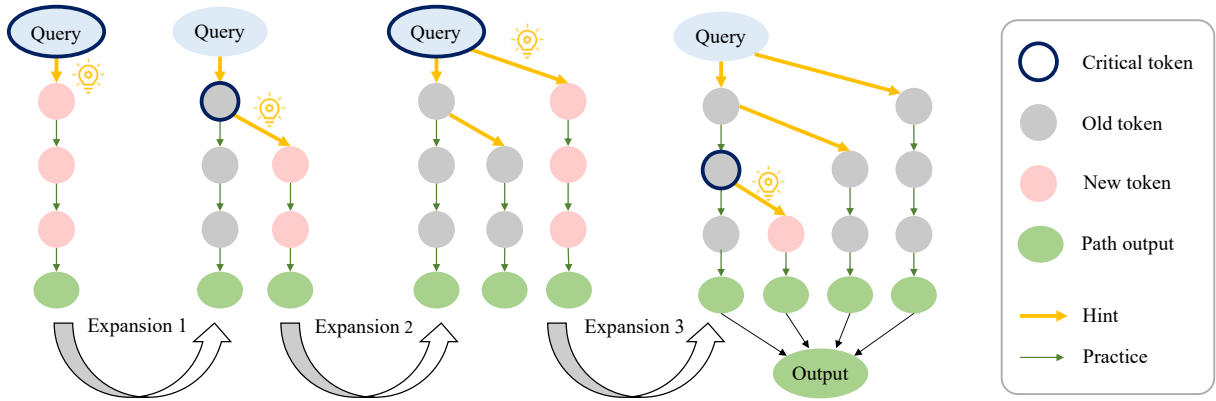 Query
Query
Query
Query
Expansion 1
Expansion 2
Expansion 3
Output
Critical token
Old token
New token
Path output
Hint
Practice